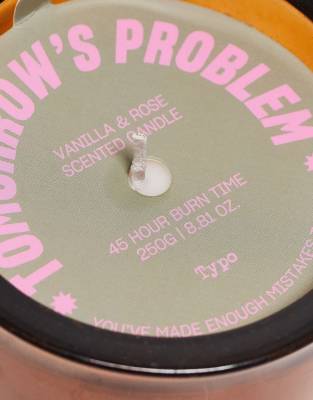 TOMORROW'S PROBLEM
VANILLA & ROSE
SCENTED CANDLE
45 HOUR BURN TIME
250G | 8.81 OZ.
Typo
YOU'VE MADE ENOUGH MISTAKES